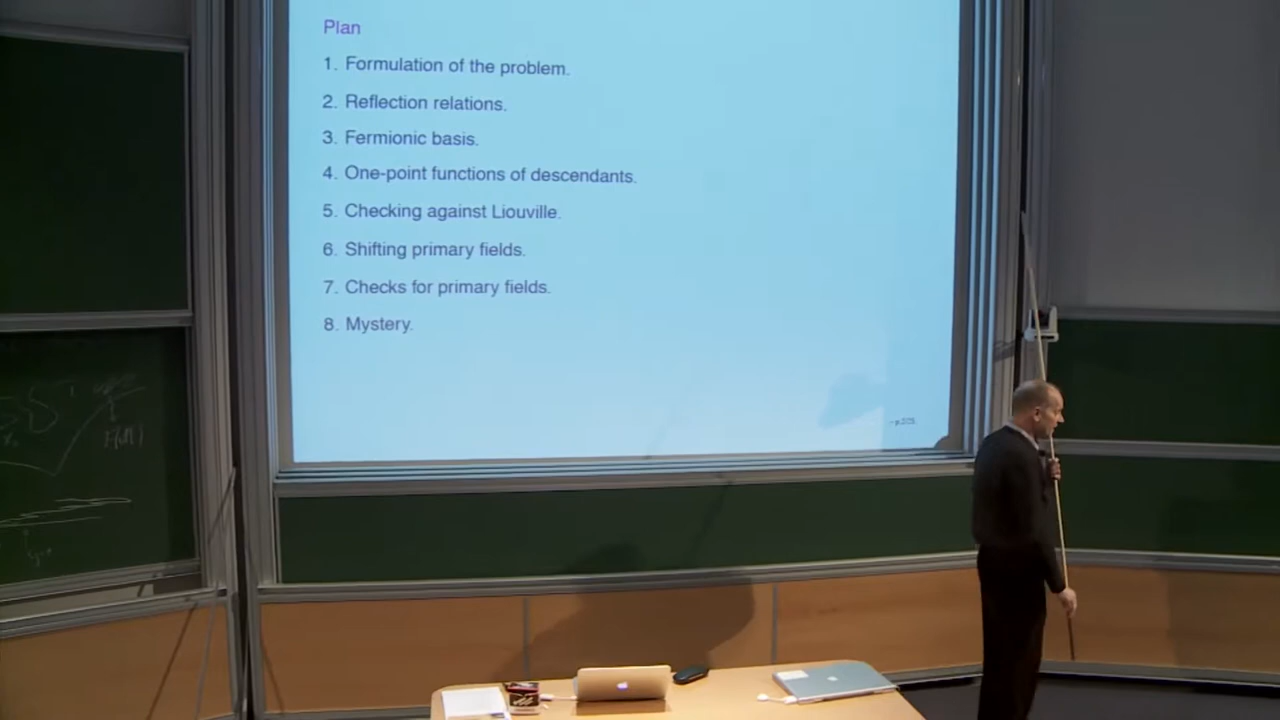 Plan
1. Formulation of the problem.
2. Reflection relations.
3. Fermionic basis.
4. One-point functions of descendants.
5. Checking against Liouville.
6. Shifting primary fields.
7. Checks for primary fields.
8. Mystery.